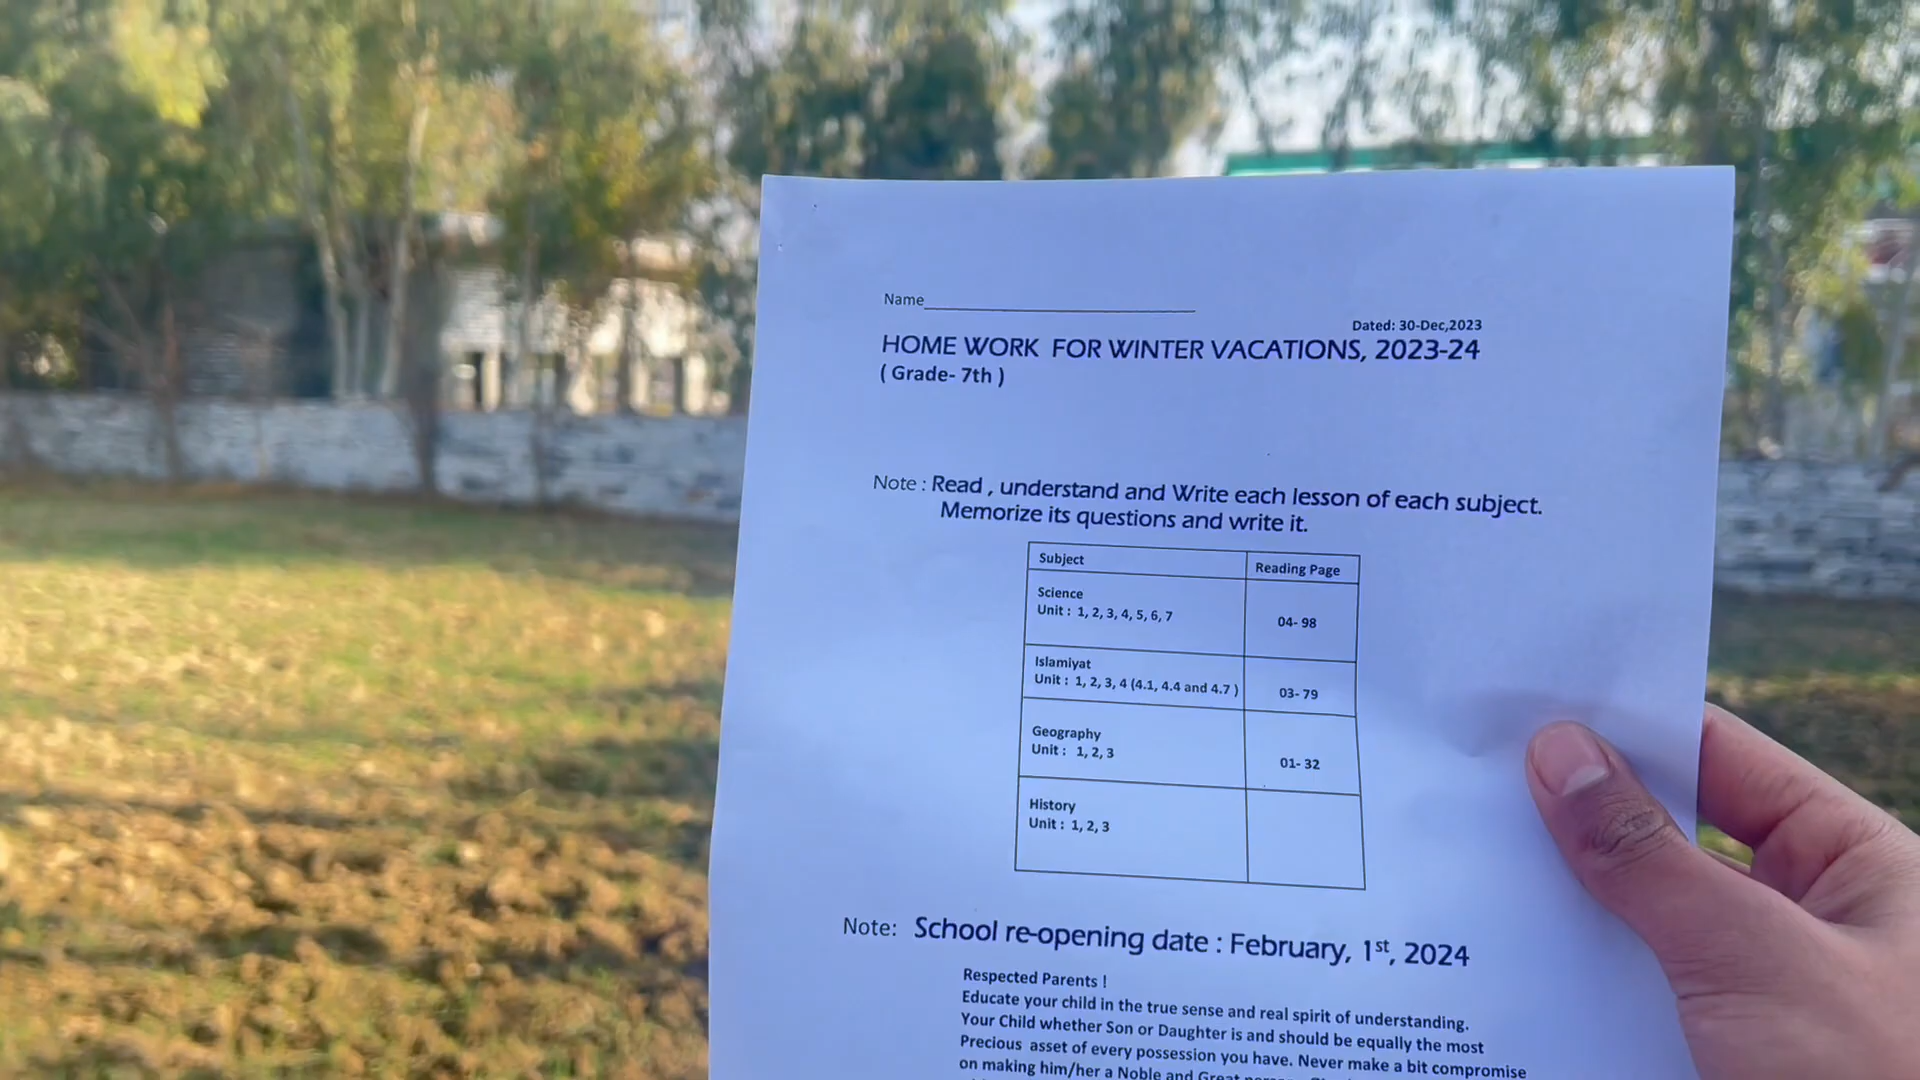 Name
Dated: 30-Dec,2023
HOME WORK FOR WINTER VACATIONS, 2023-24
( Grade- 7th )
Note : Read , understand and Write each lesson of each subject.
Memorize its questions and write it.
Subject Reading Page
Science
Unit : 1, 2, 3, 4, 5, 6, 7
04- 98
Islamiyat
Unit : 1, 2, 3, 4 (4.1, 4.4 and 4.7 )
03- 79
Geography
Unit : 1, 2, 3
01- 32
History
Unit : 1, 2, 3
Note: School re-opening date : February, 1st, 2024
Respected Parents !
Educate your child in the true sense and real spirit of understanding.
Your Child whether Son or Daughter is and should be equally the most
Precious asset of every possession you have. Never make a bit compromise
on making him/her a Noble and Great